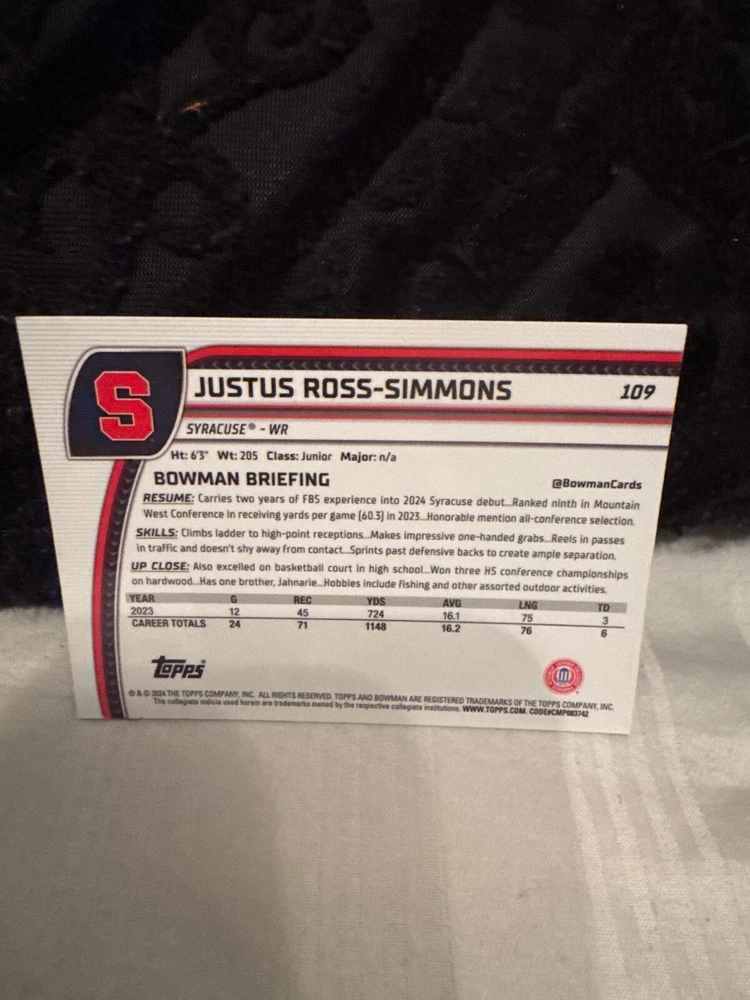 S
JUSTUS ROSS-SIMMONS 109
SYRACUSE® - WR
Ht: 6'3" Wt: 205 Class: Junior Major: n/a
BOWMAN BRIEFING @BowmanCards
RESUME: Carries two years of FBS experience into 2024 Syracuse debut...Ranked ninth in Mountain
West Conference in receiving yards per game (60.3) in 2023...Honorable mention all-conference selection.
SKILLS: Climbs ladder to high-point receptions...Makes impressive one-handed grabs...Reels in passes
in traffic and doesn't shy away from contact...Sprints past defensive backs to create ample separation.
UP CLOSE: Also excelled on basketball court in high school...Won three HS conference championships
on hardwood...Has one brother, Jahnarie...Hobbies include fishing and other assorted outdoor activities.
YEAR G REC YDS AVG LNG TD
2023 12 45 724 16.1 75 3
CAREER TOTALS 24 71 1148 16.2 76 6
Topps®
® & © 2024 THE TOPPS COMPANY, INC. ALL RIGHTS RESERVED. TOPPS AND BOWMAN ARE REGISTERED TRADEMARKS OF THE TOPPS COMPANY, INC.
The collegiate indicia used herein are trademarks owned by the respective collegiate institutions. WWW.TOPPS.COM. CODE#CMP083742